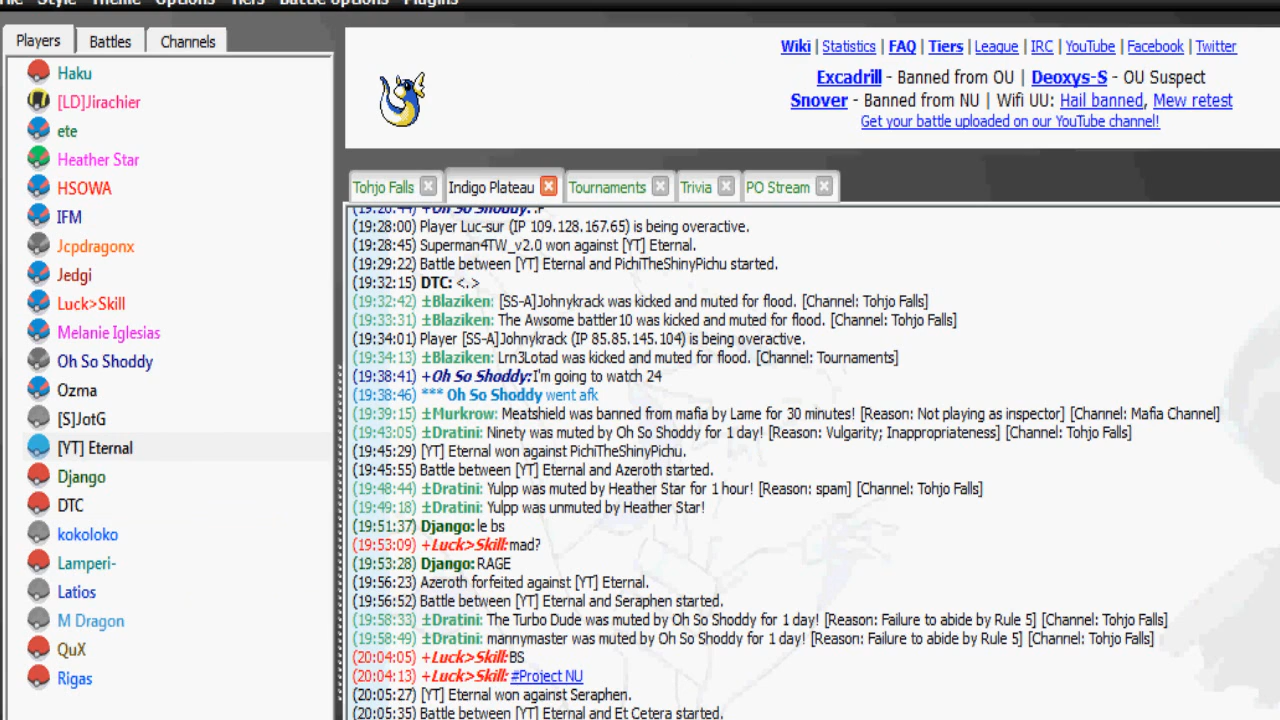 File Style Theme Options Tiers Battle options Plugins
Players Battles Channels
Haku
[LD]Jirachier
ete
Heather Star
HSOWA
IFM
Jcpdragonx
Jedgi
Luck>Skill
Melanie Iglesias
Oh So Shoddy
Ozma
[S]JotG
[YT] Eternal
Django
DTC
kokoloko
Lamperi-
Latios
M Dragon
QuX
Rigas
Wiki | Statistics | FAQ | Tiers | League | IRC | YouTube | Facebook | Twitter
Excadrill - Banned from OU | Deoxys-S - OU Suspect
Snover - Banned from NU | Wifi UU: Hail banned, Mew retest
Get your battle uploaded on our YouTube channel!
Tohjo Falls Indigo Plateau Tournaments Trivia PO Stream
+Oh So Shoddy:
(19:28:00) Player Luc-sur (IP 109.128.167.65) is being overactive.
(19:28:45) Superman4TW_v2.0 won against [YT] Eternal.
(19:29:22) Battle between [YT] Eternal and PichiTheShinyPichu started.
(19:32:15) DTC: <.>
(19:32:42) ±Blaziken: [SS-A]Johnykrack was kicked and muted for flood. [Channel: Tohjo Falls]
(19:33:31) ±Blaziken: The Awsome battler10 was kicked and muted for flood. [Channel: Tohjo Falls]
(19:34:01) Player [SS-A]Johnykrack (IP 85.85.145.104) is being overactive.
(19:34:13) ±Blaziken: Lrn3Lotad was kicked and muted for flood. [Channel: Tournaments]
(19:38:41) +Oh So Shoddy: I'm going to watch 24
(19:38:46) *** Oh So Shoddy went afk
(19:39:15) ±Murkrow: Meatshield was banned from mafia by Lame for 30 minutes! [Reason: Not playing as inspector] [Channel: Mafia Channel]
(19:43:05) ±Dratini: Ninety was muted by Oh So Shoddy for 1 day! [Reason: Vulgarity; Inappropriateness] [Channel: Tohjo Falls]
(19:45:29) [YT] Eternal won against PichiTheShinyPichu.
(19:45:55) Battle between [YT] Eternal and Azeroth started.
(19:48:44) ±Dratini: Yulpp was muted by Heather Star for 1 hour! [Reason: spam] [Channel: Tohjo Falls]
(19:49:18) ±Dratini: Yulpp was unmuted by Heather Star!
(19:51:37) Django: le bs
(19:53:09) +Luck>Skill: mad?
(19:53:28) Django: RAGE
(19:56:23) Azeroth forfeited against [YT] Eternal.
(19:56:52) Battle between [YT] Eternal and Seraphen started.
(19:58:33) ±Dratini: The Turbo Dude was muted by Oh So Shoddy for 1 day! [Reason: Failure to abide by Rule 5] [Channel: Tohjo Falls]
(19:58:49) ±Dratini: mannymaster was muted by Oh So Shoddy for 1 day! [Reason: Failure to abide by Rule 5] [Channel: Tohjo Falls]
(20:04:05) +Luck>Skill: BS
(20:04:13) +Luck>Skill: #Project NU
(20:05:27) [YT] Eternal won against Seraphen.
(20:05:35) Battle between [YT] Eternal and Et Cetera started.